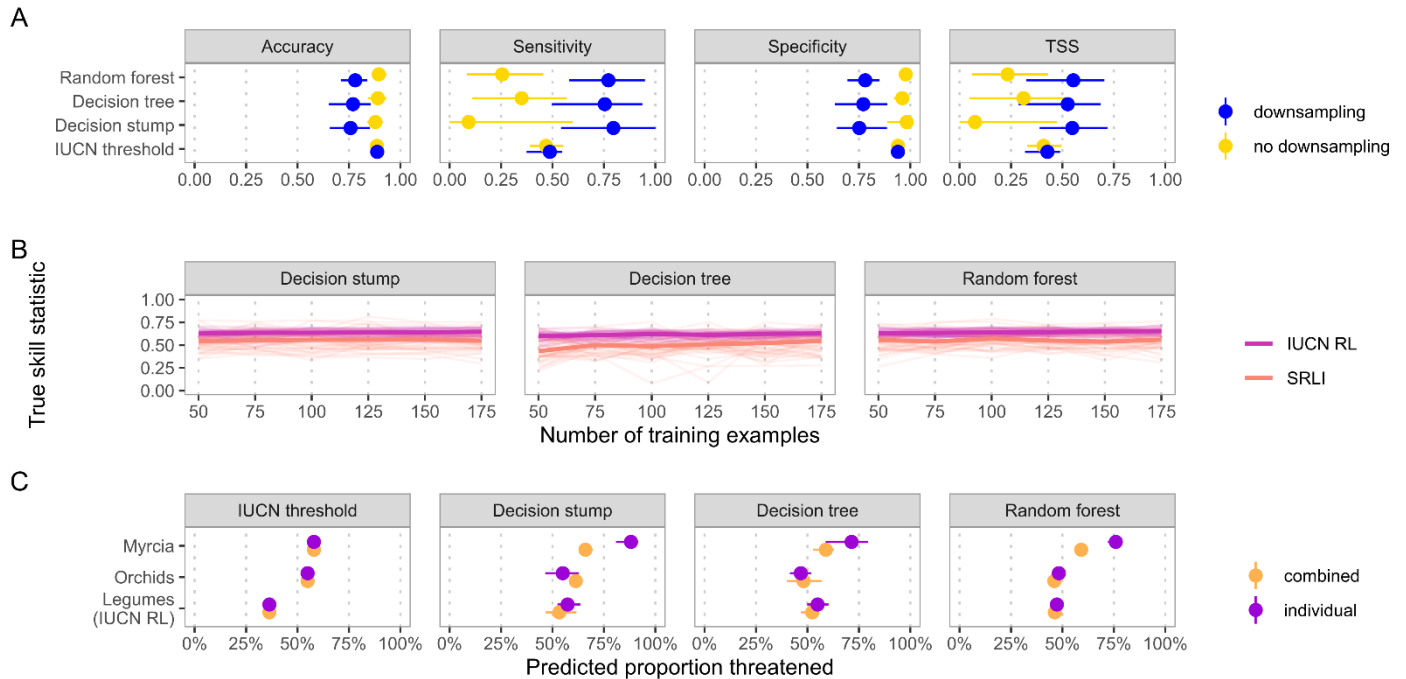 A
Accuracy Sensitivity Specificity TSS
Random forest
Decision tree
Decision stump
IUCN threshold
0.00 0.25 0.50 0.75 1.00 0.00 0.25 0.50 0.75 1.00 0.00 0.25 0.50 0.75 1.00 0.00 0.25 0.50 0.75 1.00
downsampling
no downsampling
B
True skill statistic
Decision stump Decision tree Random forest
1.00
0.75
0.50
0.25
0.00
50 75 100 125 150 175 50 75 100 125 150 175 50 75 100 125 150 175
Number of training examples
IUCN RL
SRLI
C
IUCN threshold Decision stump Decision tree Random forest
Myrcia
Orchids
Legumes
(IUCN RL)
0% 25% 50% 75% 100% 0% 25% 50% 75% 100% 0% 25% 50% 75% 100% 0% 25% 50% 75% 100%
Predicted proportion threatened
combined
individual